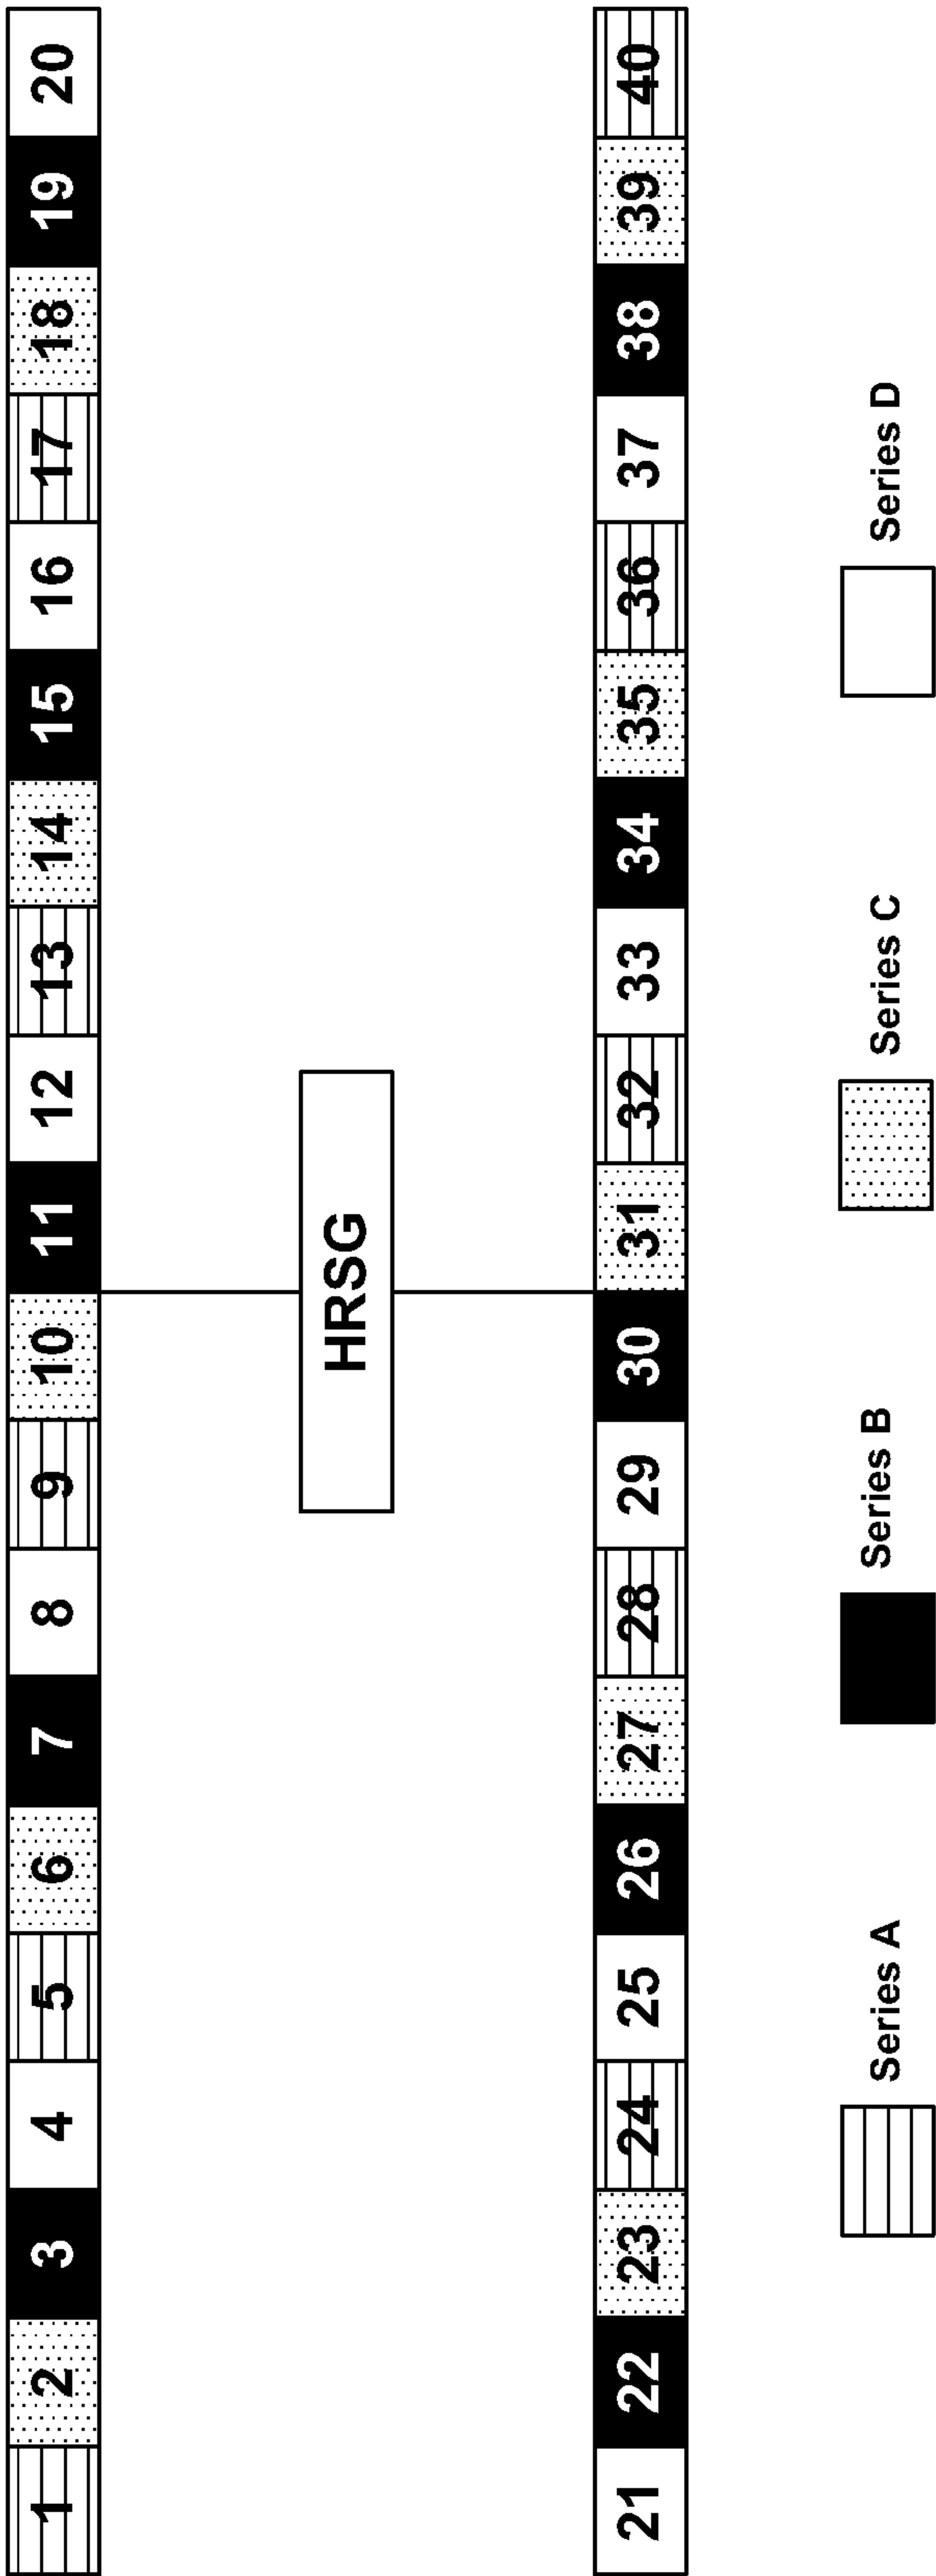 1 2 3 4 5 6 7 8 9 10 11 12 13 14 15 16 17 18 19 20
HRSG
21 22 23 24 25 26 27 28 29 30 31 32 33 34 35 36 37 38 39 40
Series A Series B Series C Series D